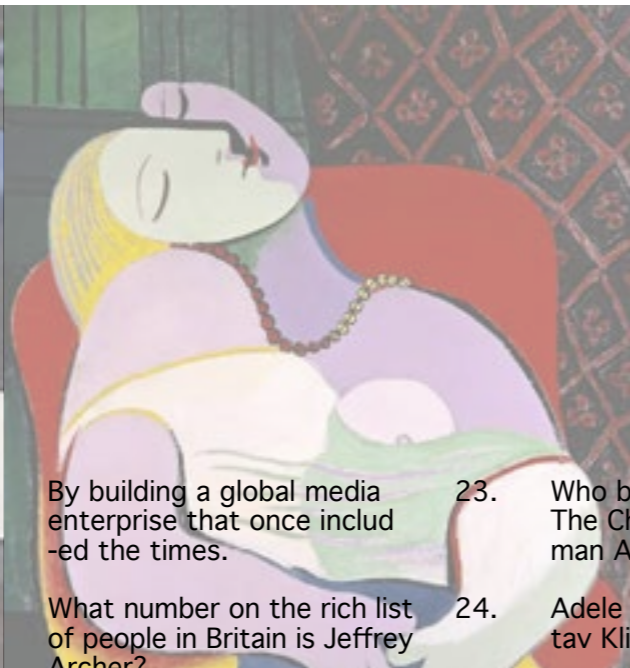 By building a global media
enterprise that once includ
-ed the times.
What number on the rich list
of people in Britain is Jeffrey
Archer?
23.
Who b
The Ch
man A
24.
Adele
tav Kli